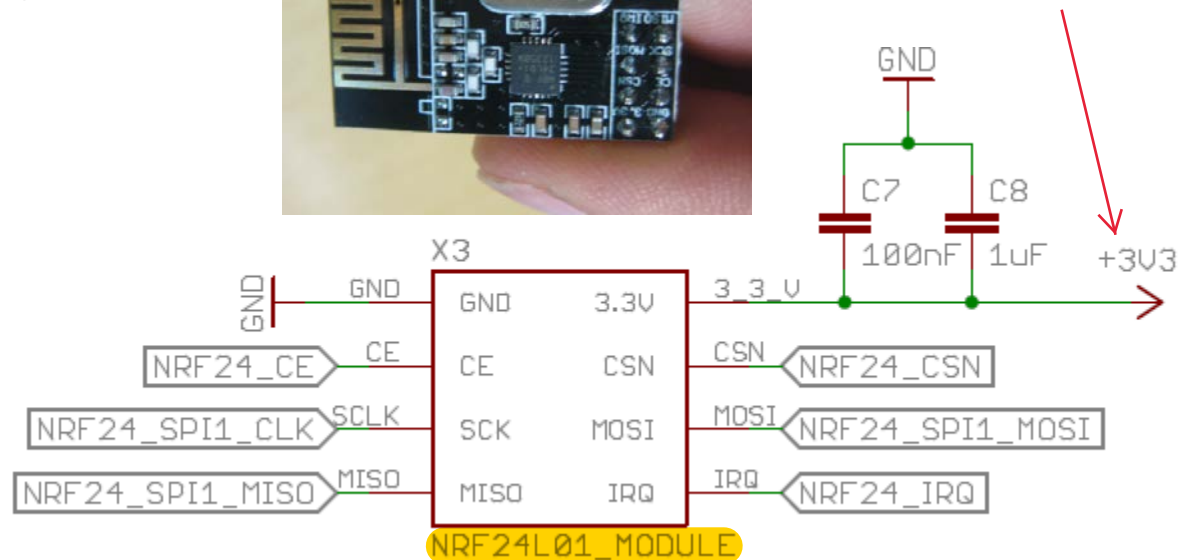 GND
C7
C8
100nF
1uF
+3V3
X3
GND
GND
GND
3.3V
3_3_V
NRF24_CE
CE
CE
CSN
CSN
NRF24_CSN
NRF24_SPI1_CLK
SCLK
SCK
MOSI
MOSI
NRF24_SPI1_MOSI
NRF24_SPI1_MISO
MISO
MISO
IRQ
IRQ
NRF24_IRQ
NRF24L01_MODULE